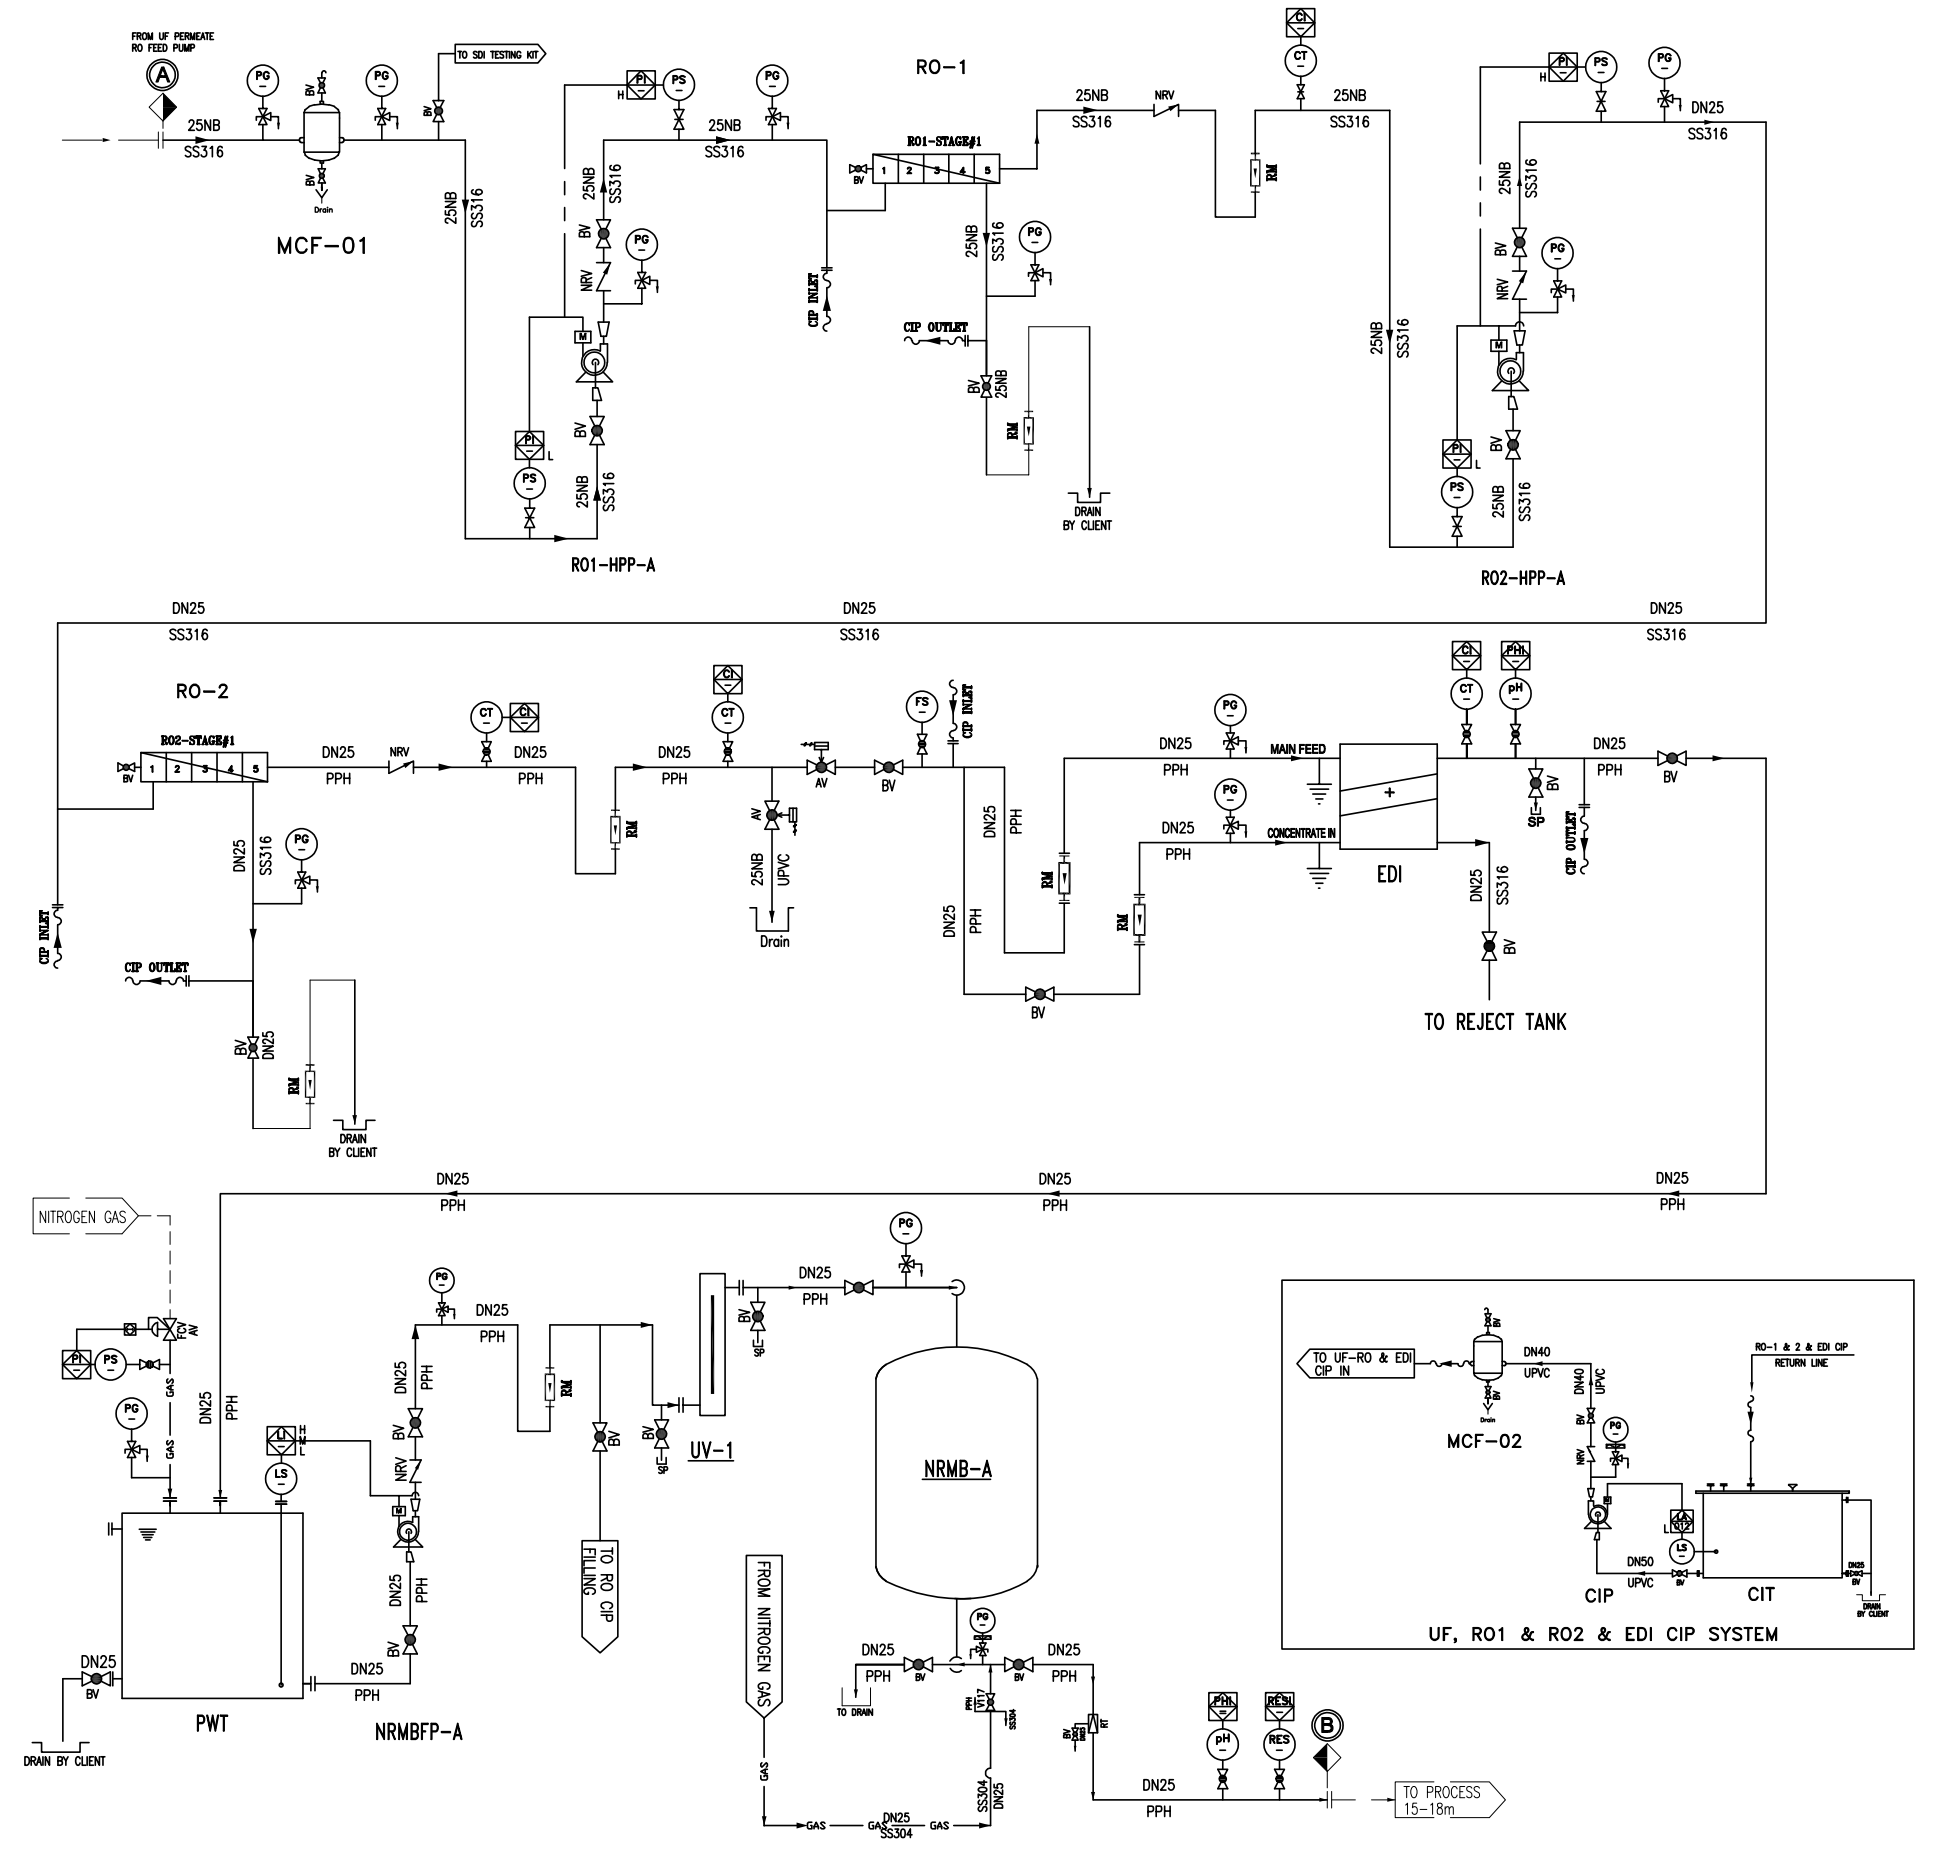 FROM UF PERMEATE
RO FEED PUMP
A
25NB
SS316
PG
BV
BV
Drain
MCF-01
PG
BV
TO SDI TESTING KIT
25NB
SS316
PI
H
PS
PG
25NB
SS316
25NB
SS316
BV
NRV
PG
M
BV
25NB
SS316
PI
L
PS
RO1-HPP-A
CIP INLET
RO-1
RO1-STAGE#1
BV
1 2 3 4 5
25NB
SS316
NRV
25NB
SS316
PG
CIP OUTLET
BV
25NB
RM
DRAIN
BY CLIENT
RM
CI
CT
25NB
SS316
25NB
SS316
PI
H
PS
PG
DN25
SS316
25NB
SS316
BV
NRV
PG
M
BV
25NB
SS316
PI
L
PS
RO2-HPP-A
DN25
SS316
DN25
SS316
DN25
SS316
RO-2
RO2-STAGE#1
BV
1 2 3 4 5
DN25
PPH
NRV
CT
CI
DN25
PPH
RM
DN25
PPH
CI
CT
AV
AV
25NB
UPVC
Drain
BV
FS
CIP INLET
DN25
PPH
DN25
PPH
BV
RM
RM
DN25
PPH
PG
MAIN FEED
DN25
PPH
PG
CONCENTRATE IN
+
EDI
CI
CT
PHI
pH
BV
SP
CIP OUTLET
DN25
PPH
BV
DN25
SS316
BV
TO REJECT TANK
CIP INLET
DN25
SS316
PG
CIP OUTLET
BV
DN25
RM
DRAIN
BY CLIENT
DN25
PPH
DN25
PPH
DN25
PPH
NITROGEN GAS
FCV
AV
PI
PS
GAS
GAS
PG
DN25
PPH
LI
H
M
L
LS
PWT
DN25
BV
DRAIN BY CLIENT
DN25
PPH
BV
DN25
PPH
M
NRV
BV
DN25
PPH
PG
NRMBFP-A
DN25
PPH
RM
BV
TO RO CIP
FILLING
BV
SP
UV-1
BV
SP
DN25
PPH
PG
NRMB-A
FROM NITROGEN GAS
GAS
GAS
GAS
GAS
DN25
SS304
SS304
DN25
PG
DN25
PPH
BV
TO DRAIN
BV
DN25
PPH
PPH
V117
SS304
BV
DN25
RT
DN25
PPH
PHI
pH
RESI
RES
B
TO PROCESS
15-18m
TO UF-RO & EDI
CIP IN
BV
BV
Drain
MCF-02
DN40
UPVC
DN40
UPVC
BV
NRV
PG
CIP
DN50
UPVC
BV
LA
012
L
LS
RO-1 & 2 & EDI CIP
RETURN LINE
CIT
DN25
BV
DRAIN
BY CLIENT
UF, RO1 & RO2 & EDI CIP SYSTEM